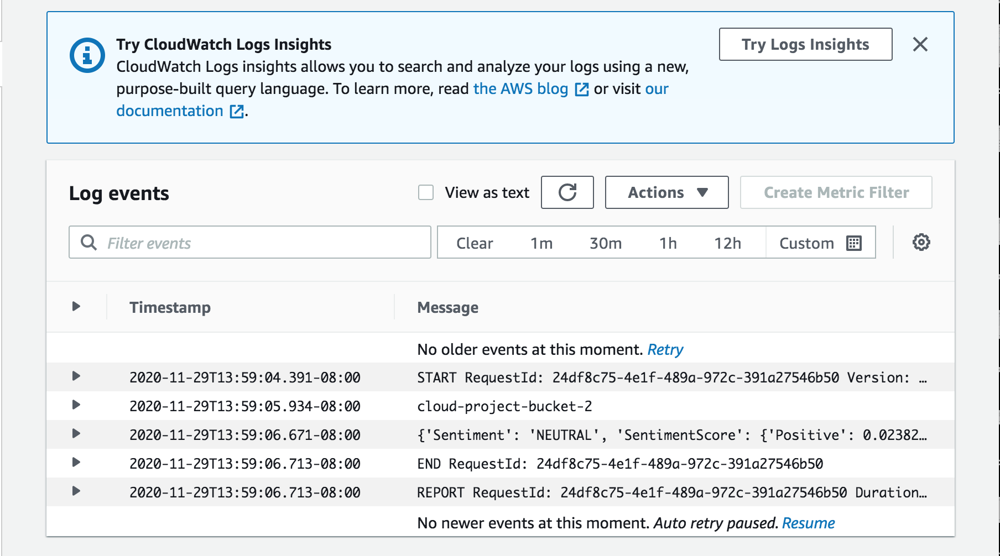 Try CloudWatch Logs Insights
CloudWatch Logs insights allows you to search and analyze your logs using a new,
purpose-built query language. To learn more, read the AWS blog or visit our
documentation .
Try Logs Insights
Log events
View as text
Actions
Create Metric Filter
Filter events
Clear 1m 30m 1h 12h Custom
Timestamp Message
No older events at this moment. Retry
2020-11-29T13:59:04.391-08:00 START RequestId: 24df8c75-4e1f-489a-972c-391a27546b50 Version: …
2020-11-29T13:59:05.934-08:00 cloud-project-bucket-2
2020-11-29T13:59:06.671-08:00 {'Sentiment': 'NEUTRAL', 'SentimentScore': {'Positive': 0.02382…
2020-11-29T13:59:06.713-08:00 END RequestId: 24df8c75-4e1f-489a-972c-391a27546b50
2020-11-29T13:59:06.713-08:00 REPORT RequestId: 24df8c75-4e1f-489a-972c-391a27546b50 Duration…
No newer events at this moment. Auto retry paused. Resume